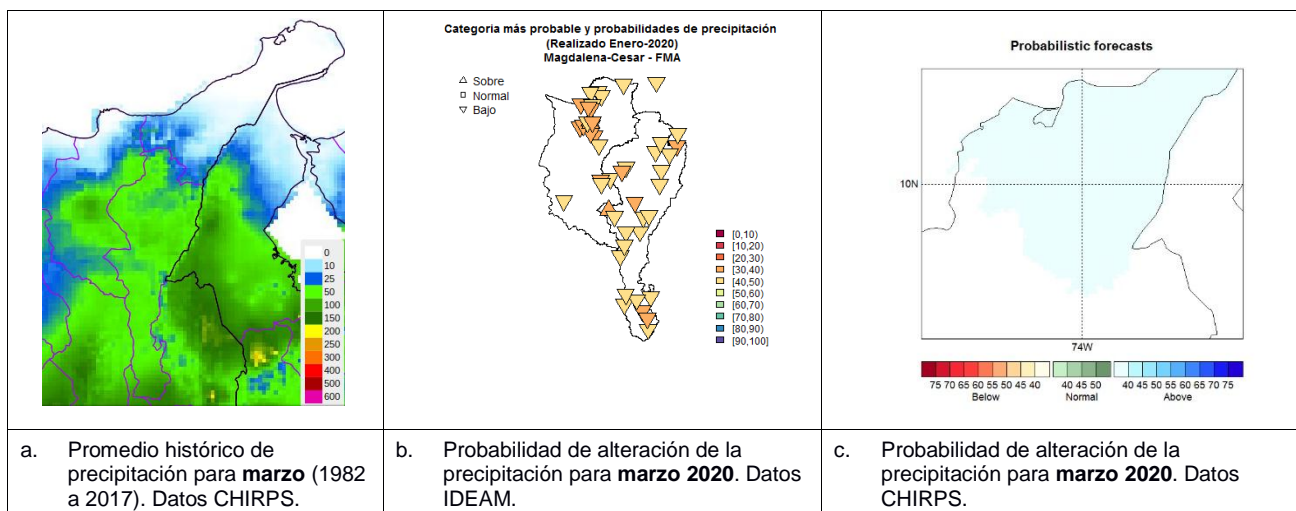 0
10
25
50
100
150
200
250
300
400
500
600
Categoria más probable y probabilidades de precipitación
(Realizado Enero-2020)
Magdalena-Cesar - FMA
Sobre
Normal
Bajo
[0,10)
[10,20)
[20,30)
[30,40)
[40,50)
[50,60)
[60,70)
[70,80)
[80,90)
[90,100]
Probabilistic forecasts
10N
74W
75 70 65 60 55 50 45 40 40 45 50 40 45 50 55 60 65 70 75
Below Normal Above
a. Promedio histórico de
precipitación para marzo (1982
a 2017). Datos CHIRPS.
b. Probabilidad de alteración de la
precipitación para marzo 2020. Datos
IDEAM.
c. Probabilidad de alteración de la
precipitación para marzo 2020. Datos
CHIRPS.